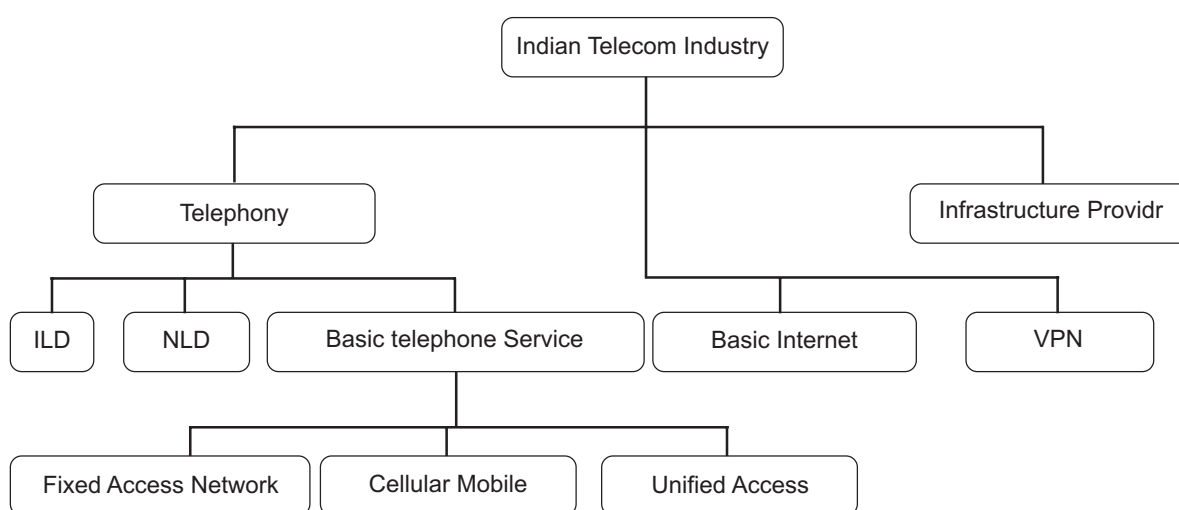 Indian Telecom Industry
Telephony
Infrastructure Providr
ILD
NLD
Basic telephone Service
Basic Internet
VPN
Fixed Access Network
Cellular Mobile
Unified Access